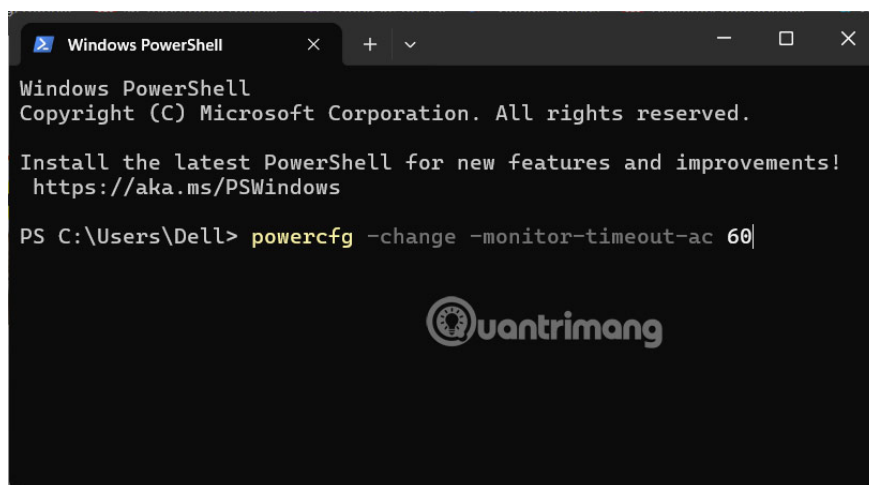 Windows PowerShell
Windows PowerShell
Copyright (C) Microsoft Corporation. All rights reserved.
Install the latest PowerShell for new features and improvements!
https://aka.ms/PSWindows
PS C:\Users\Dell> powercfg -change -monitor-timeout-ac 60
Quantrimang